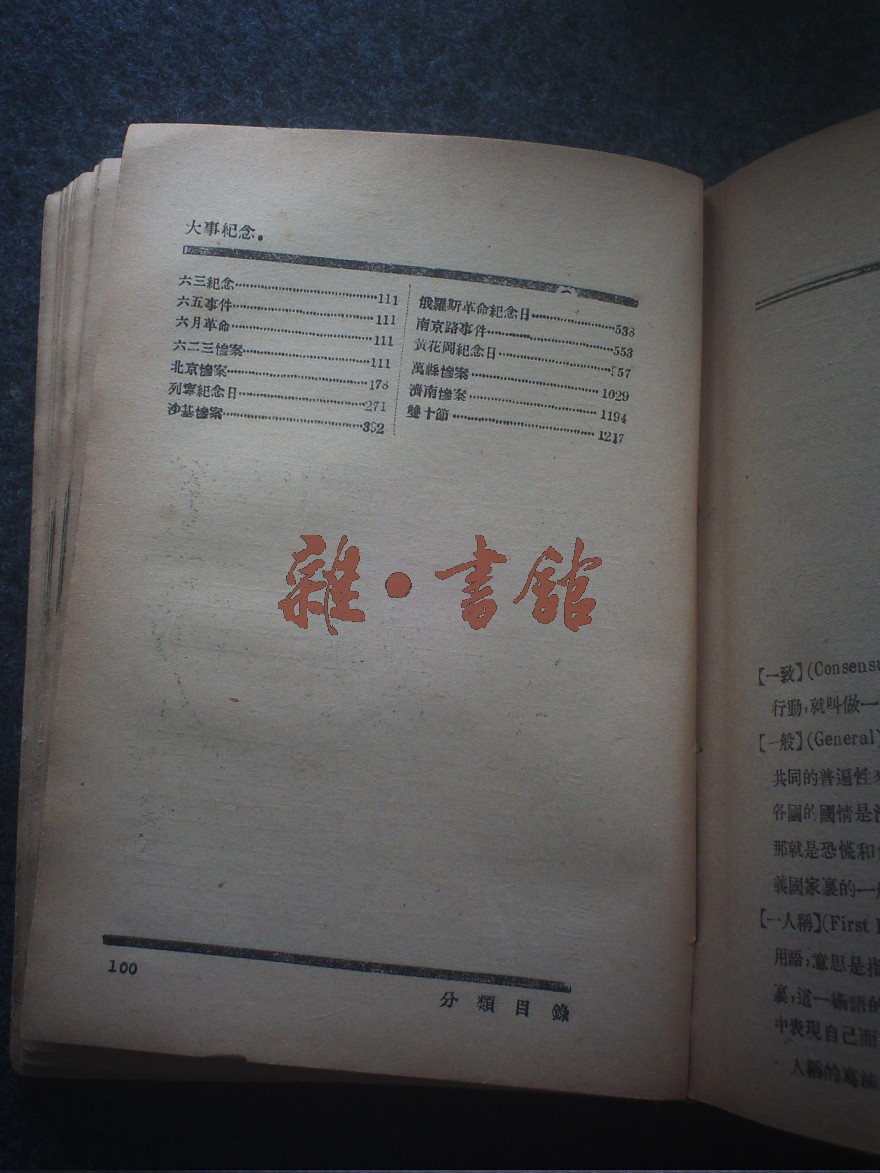 大事紀念。
六三紀念 111
六五事件 111
六月革命 111
六二三慘案 111
北京慘案 178
列寧紀念日 271
沙基慘案 352
俄羅斯革命紀念日 538
南京路事件 553
黃花岡紀念日 57
萬縣慘案 1029
濟南慘案 1194
雙十節 1217
雜·書館
100
分類目錄
【一致】(Consensu
行動,就叫做一
【一般】(General)
共同的普遍性來
各國的國情是
那就是恐慌和
義國家裏的一般
【一人稱】(First
用語,意思是指
裏,這一術語的
中表現自己而
人稱的寫法